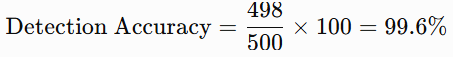 Detection Accuracy = 498/500 × 100 = 99.6%